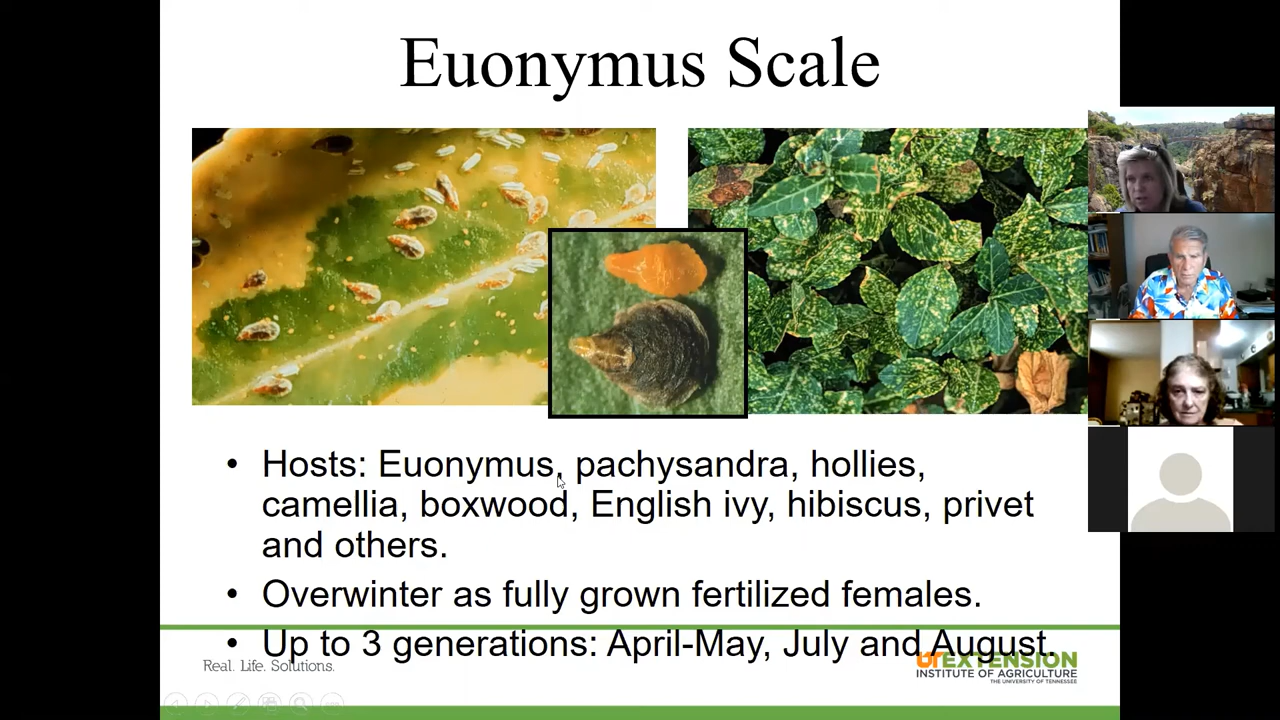 Euonymus Scale
• Hosts: Euonymus, pachysandra, hollies,
camellia, boxwood, English ivy, hibiscus, privet
and others.
• Overwinter as fully grown fertilized females.
• Up to 3 generations: April-May, July and August.
Real. Life. Solutions.
UT EXTENSION
INSTITUTE OF AGRICULTURE
THE UNIVERSITY OF TENNESSEE